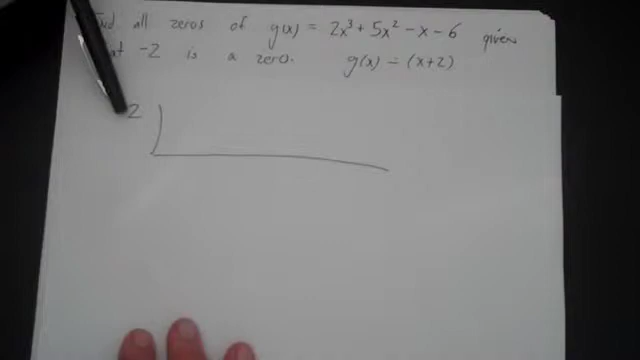 all zeros of g(x) = 2x³ + 5x² - x - 6 given
-2 is a zero. g(x) = (x+2)
2